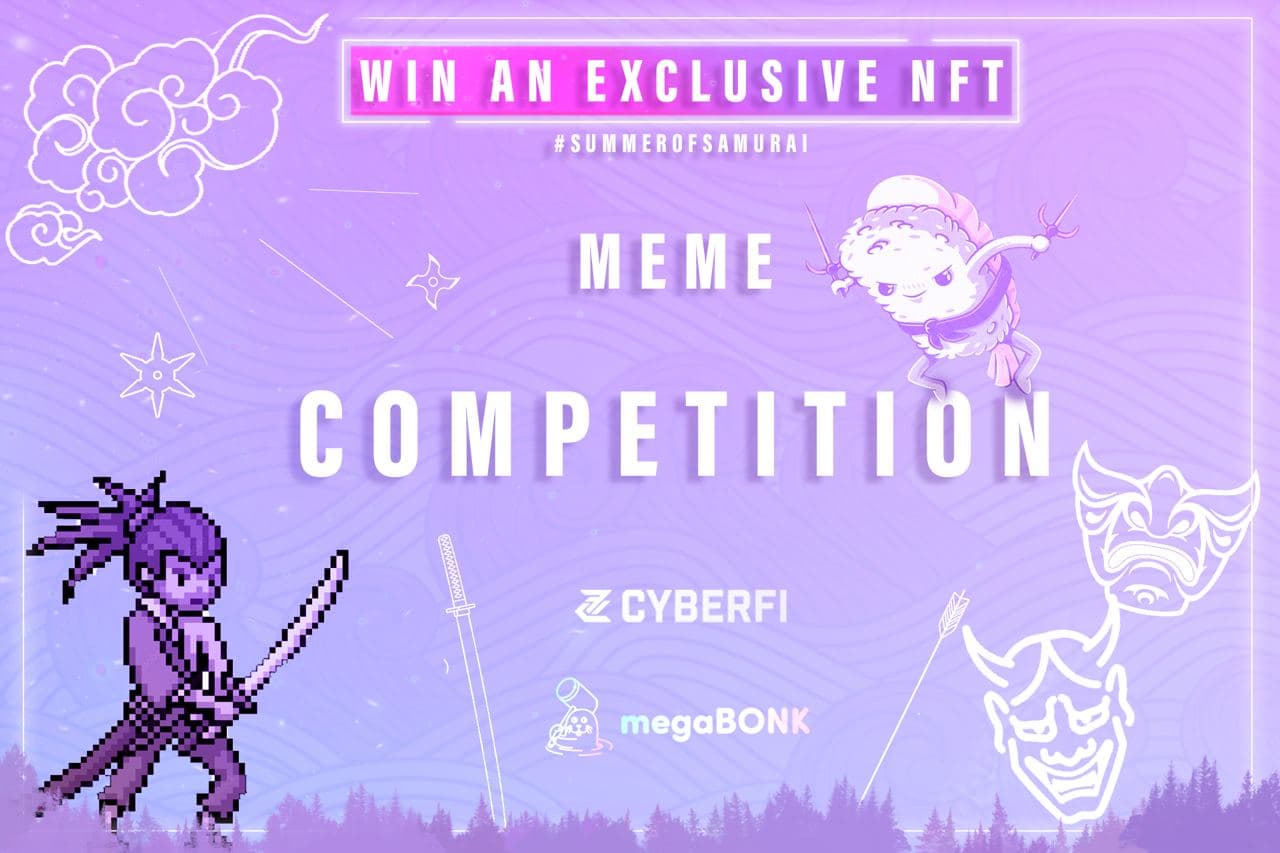 WIN AN EXCLUSIVE NFT
#SUMMEROFSAMURAI
MEME
COMPETITION
CYBERFI
megaBONK